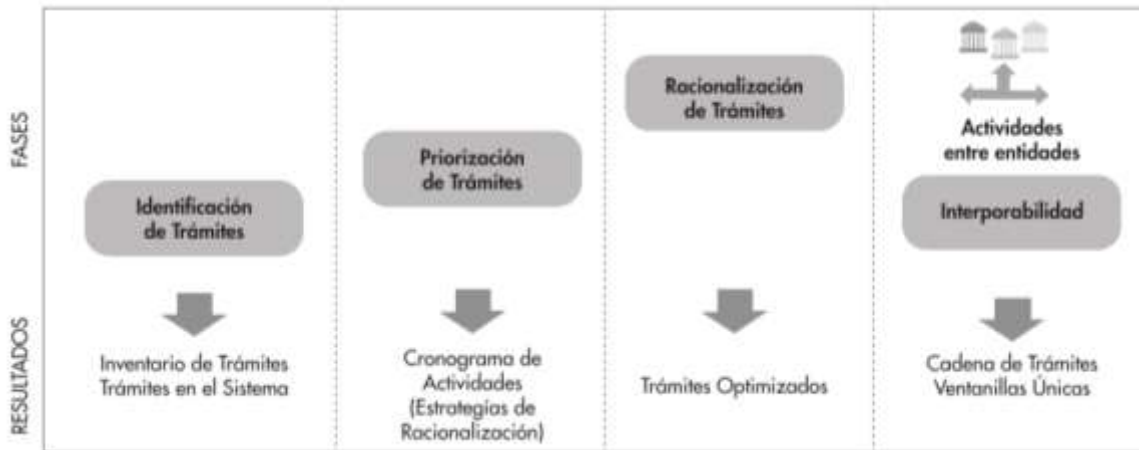 FASES
Identificación
de Trámites
Priorización
de Trámites
Racionalización
de Trámites
Actividades
entre entidades
Interporabilidad
RESULTADOS
Inventario de Trámites
Trámites en el Sistema
Cronograma de
Actividades
(Estrategías de
Racionalización)
Trámites Optimizados
Cadena de Trámites
Ventanillas Únicas